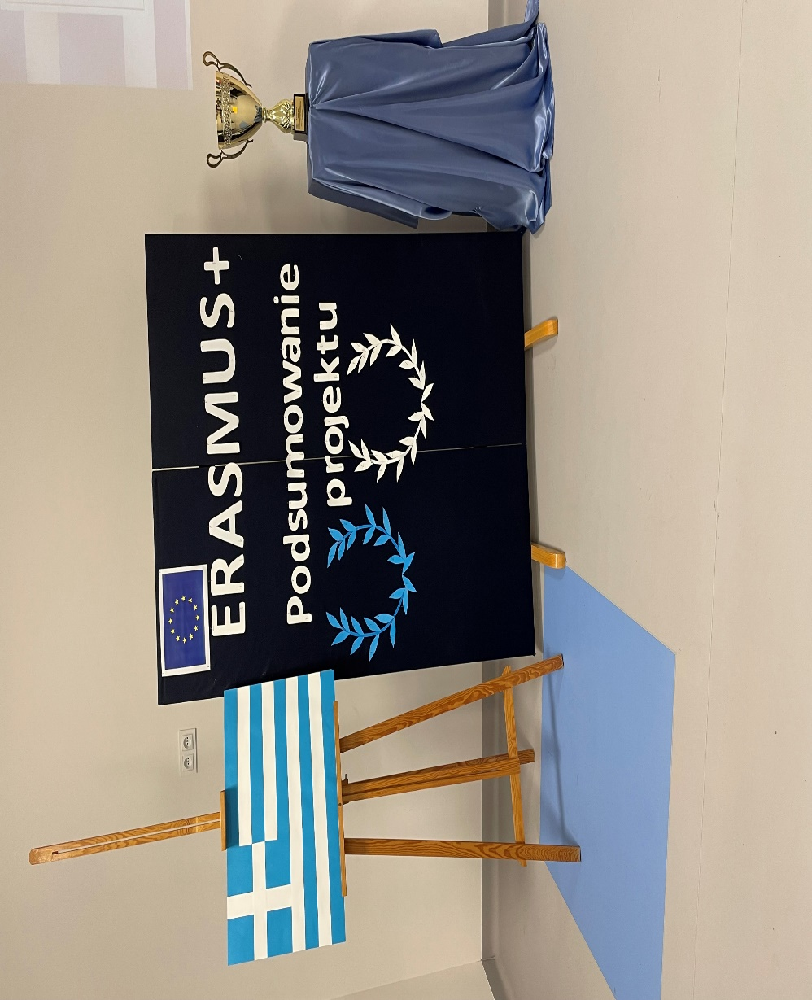 ERASMUS+
Podsumowanie
projektu